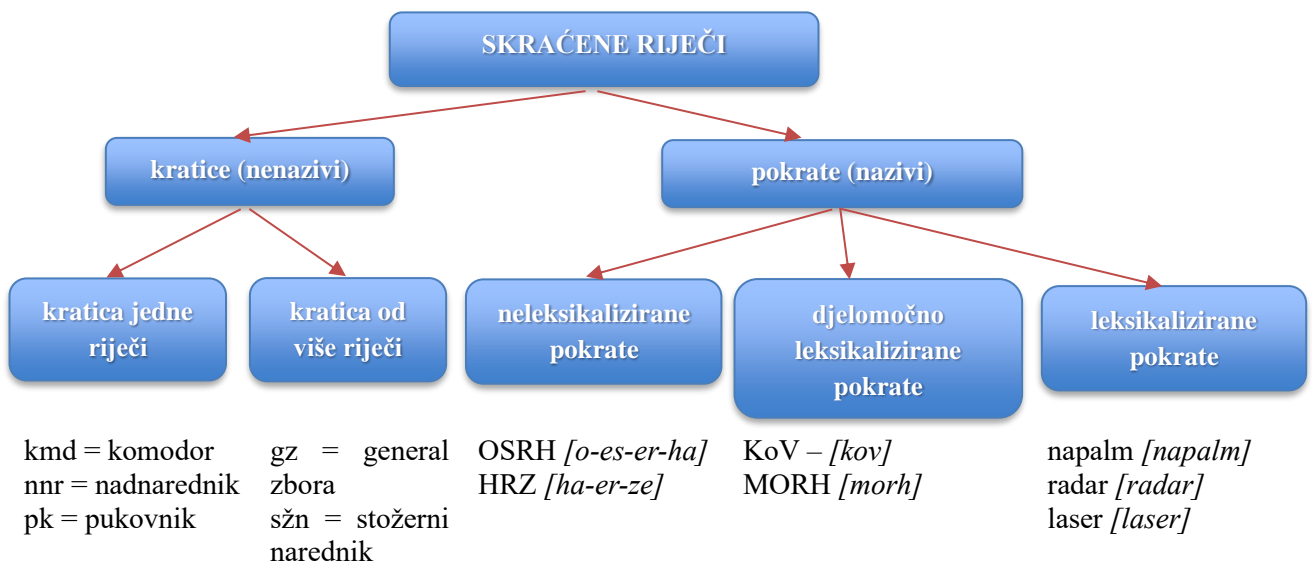 SKRAĆENE RIJEČI
kratice (nenazivi)
pokrate (nazivi)
kratica jedne
riječi
kratica od
više riječi
neleksikalizirane
pokrate
djelomočno
leksikalizirane
pokrate
leksikalizirane
pokrate
kmd = komodor
nnr = nadnarednik
pk = pukovnik
gz = general
zbora
sžn = stožerni
narednik
OSRH [o-es-er-ha]
HRZ [ha-er-ze]
KoV – [kov]
MORH [morh]
napalm [napalm]
radar [radar]
laser [laser]